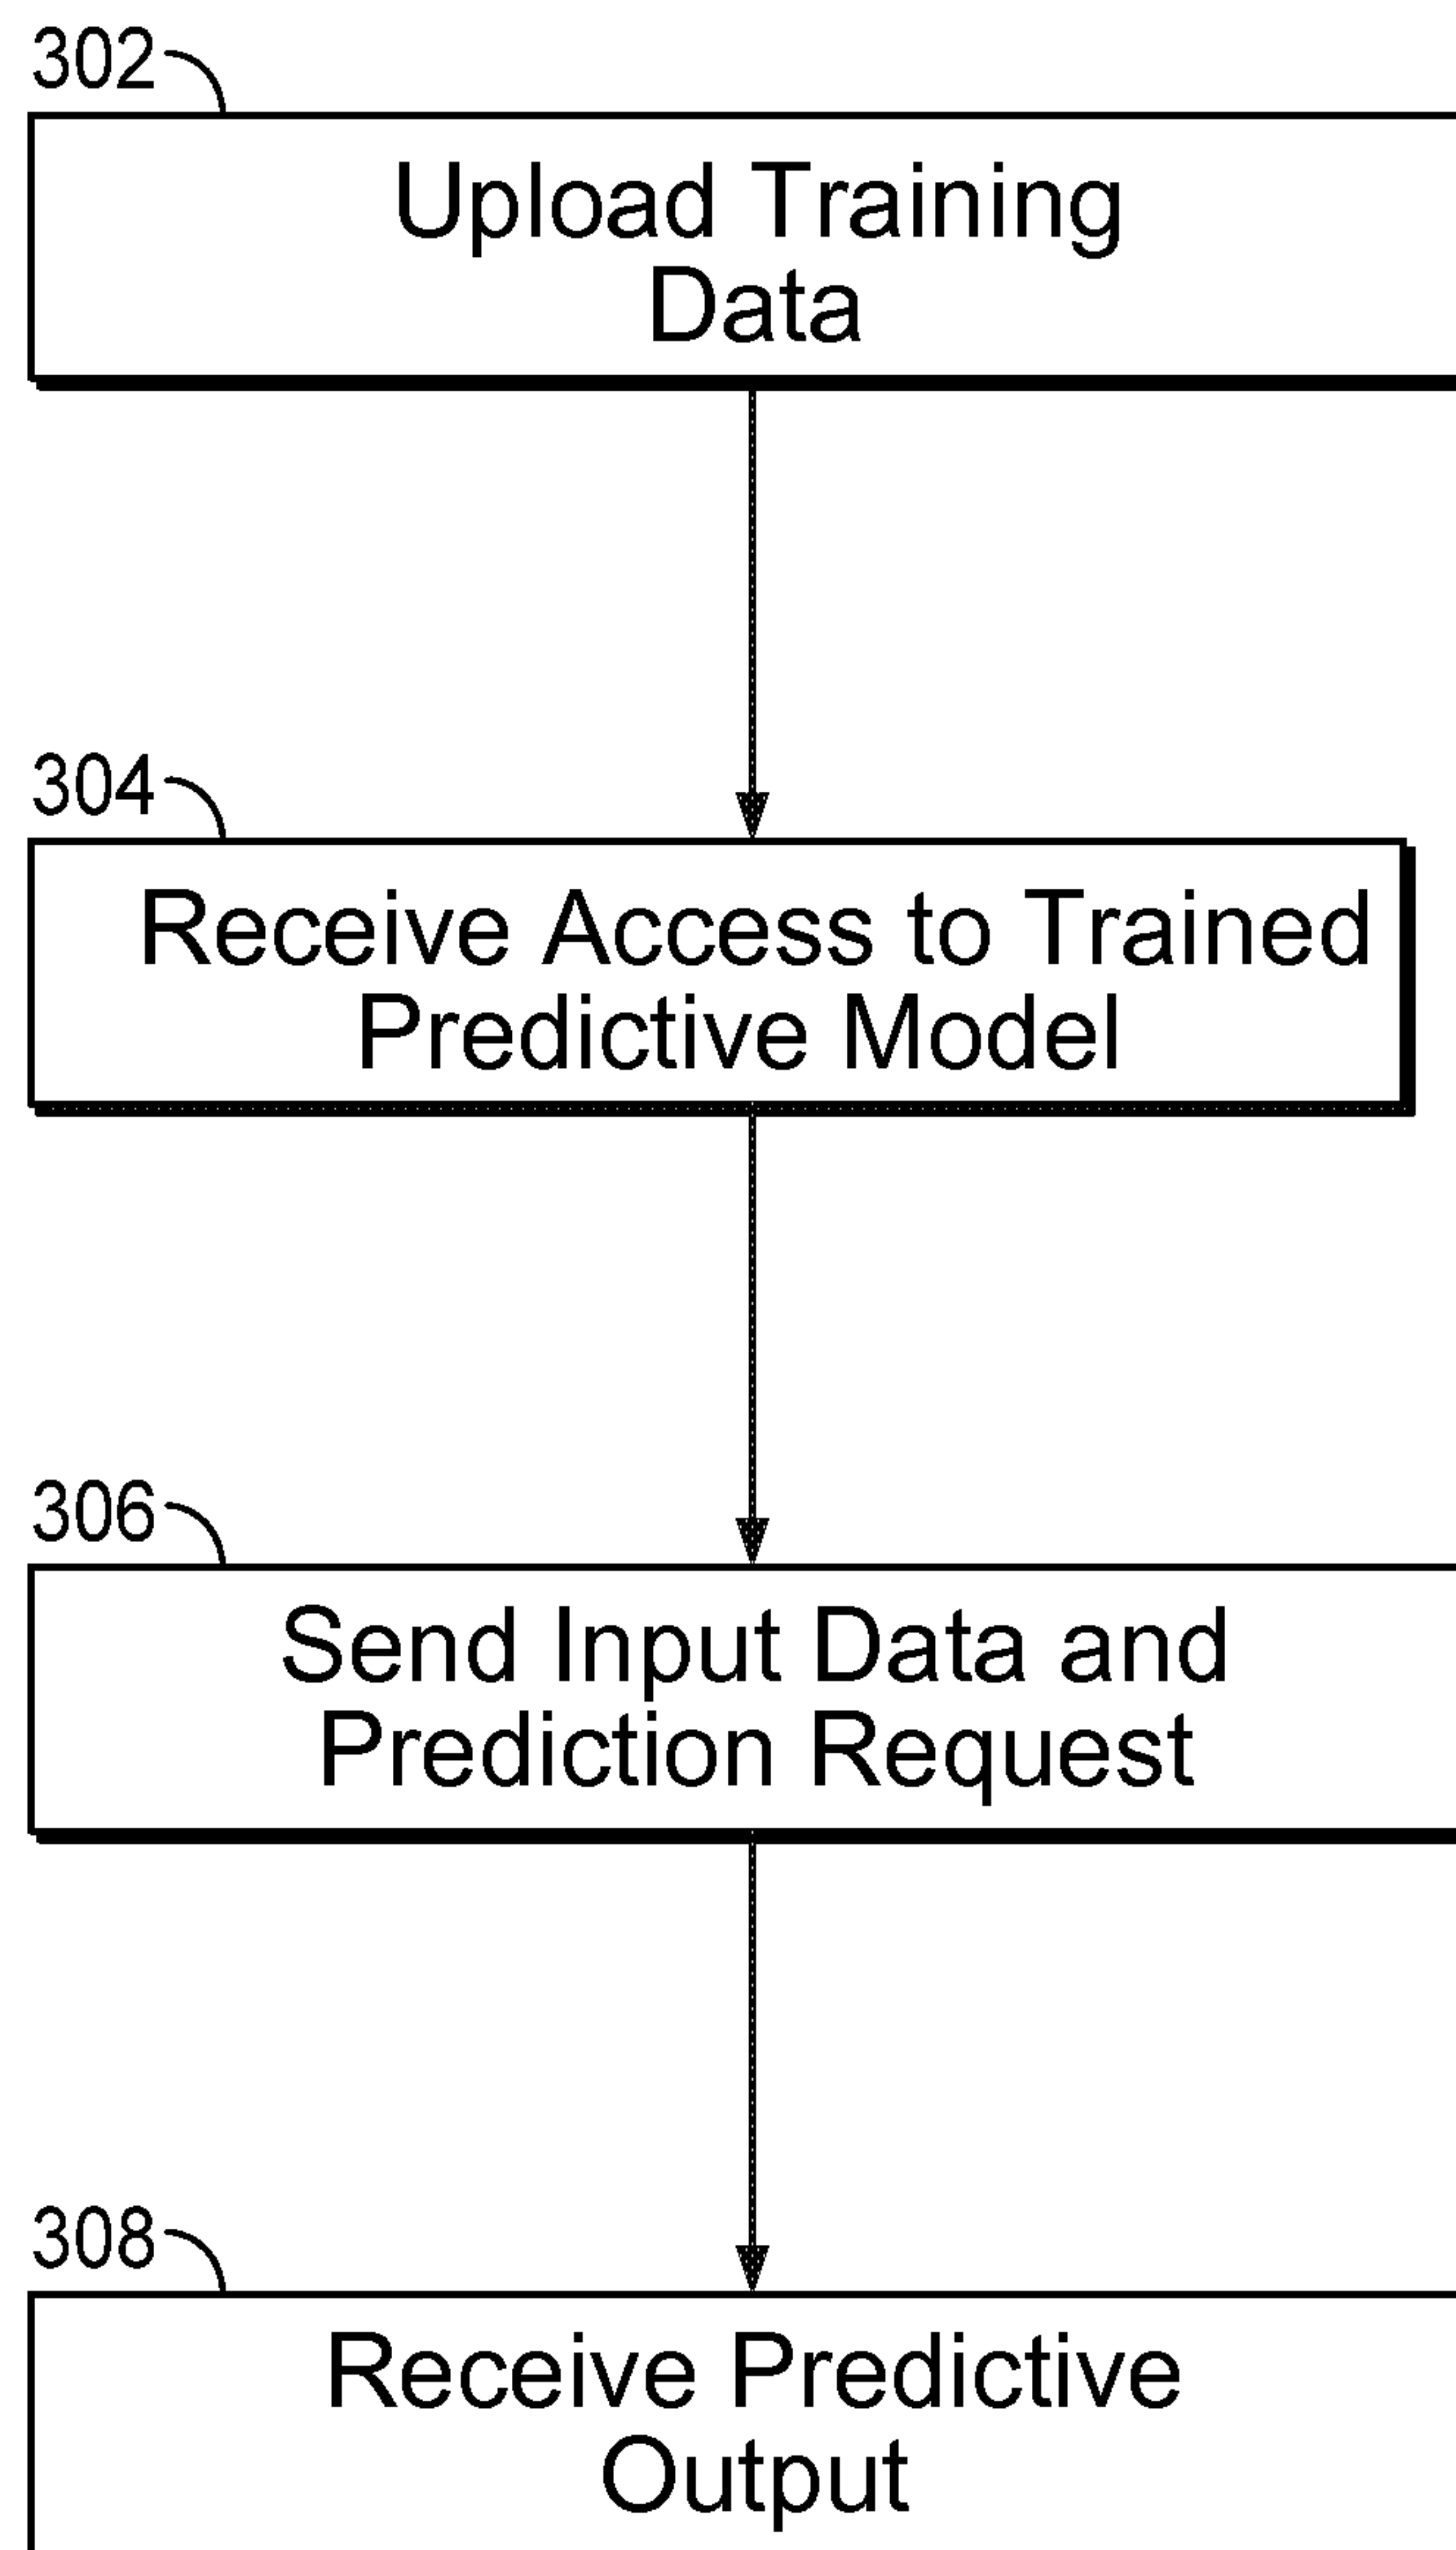 302
Upload Training
Data
304
Receive Access to Trained
Predictive Model
306
Send Input Data and
Prediction Request
308
Receive Predictive
Output